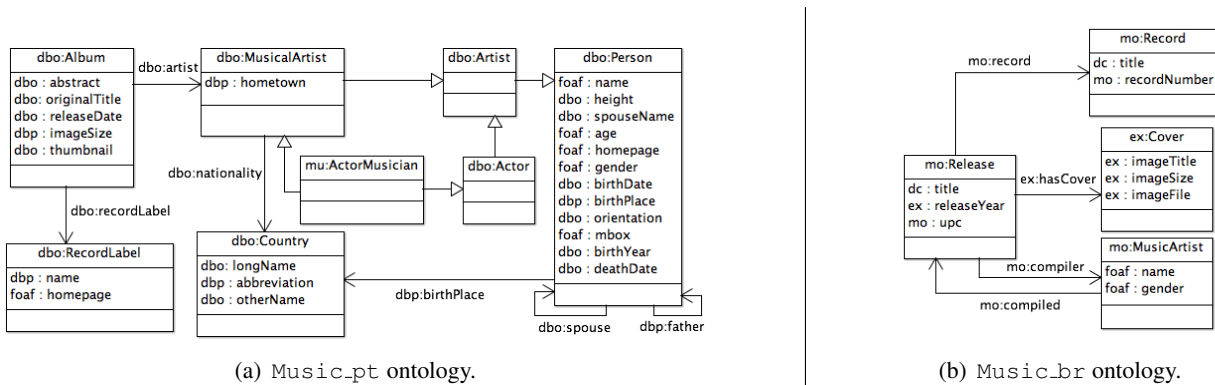 dbo:Album
dbo : abstract
dbo: originalTitle
dbo : releaseDate
dbp : imageSize
dbo : thumbnail
dbo:artist
dbo:MusicalArtist
dbp : hometown
dbo:Artist
dbo:Person
foaf : name
dbo : height
dbo : spouseName
foaf : age
foaf : homepage
foaf : gender
dbo : birthDate
dbp : birthPlace
dbo : orientation
foaf : mbox
dbo : birthYear
dbo : deathDate
mu:ActorMusician
dbo:Actor
dbo:nationality
dbo:recordLabel
dbo:RecordLabel
dbp : name
foaf : homepage
dbo:Country
dbo: longName
dbp : abbreviation
dbo : otherName
dbp:birthPlace
dbo:spouse
dbp:father
(a) Music_pt ontology.
mo:Record
dc : title
mo : recordNumber
mo:record
ex:Cover
ex : imageTitle
ex : imageSize
ex : imageFile
mo:Release
dc : title
ex : releaseYear
mo : upc
ex:hasCover
mo:MusicArtist
foaf : name
foaf : gender
mo:compiler
mo:compiled
(b) Music_br ontology.